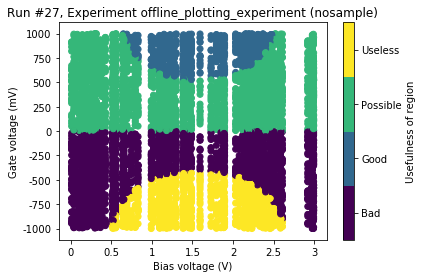 Run #27, Experiment offline_plotting_experiment (nosample)
1000
750
500
250
0
-250
-500
-750
-1000
Gate voltage (mV)
0
0.5
1
1.5
2
2.5
3
Bias voltage (V)
Useless
Possible
Good
Bad
Usefulness of region